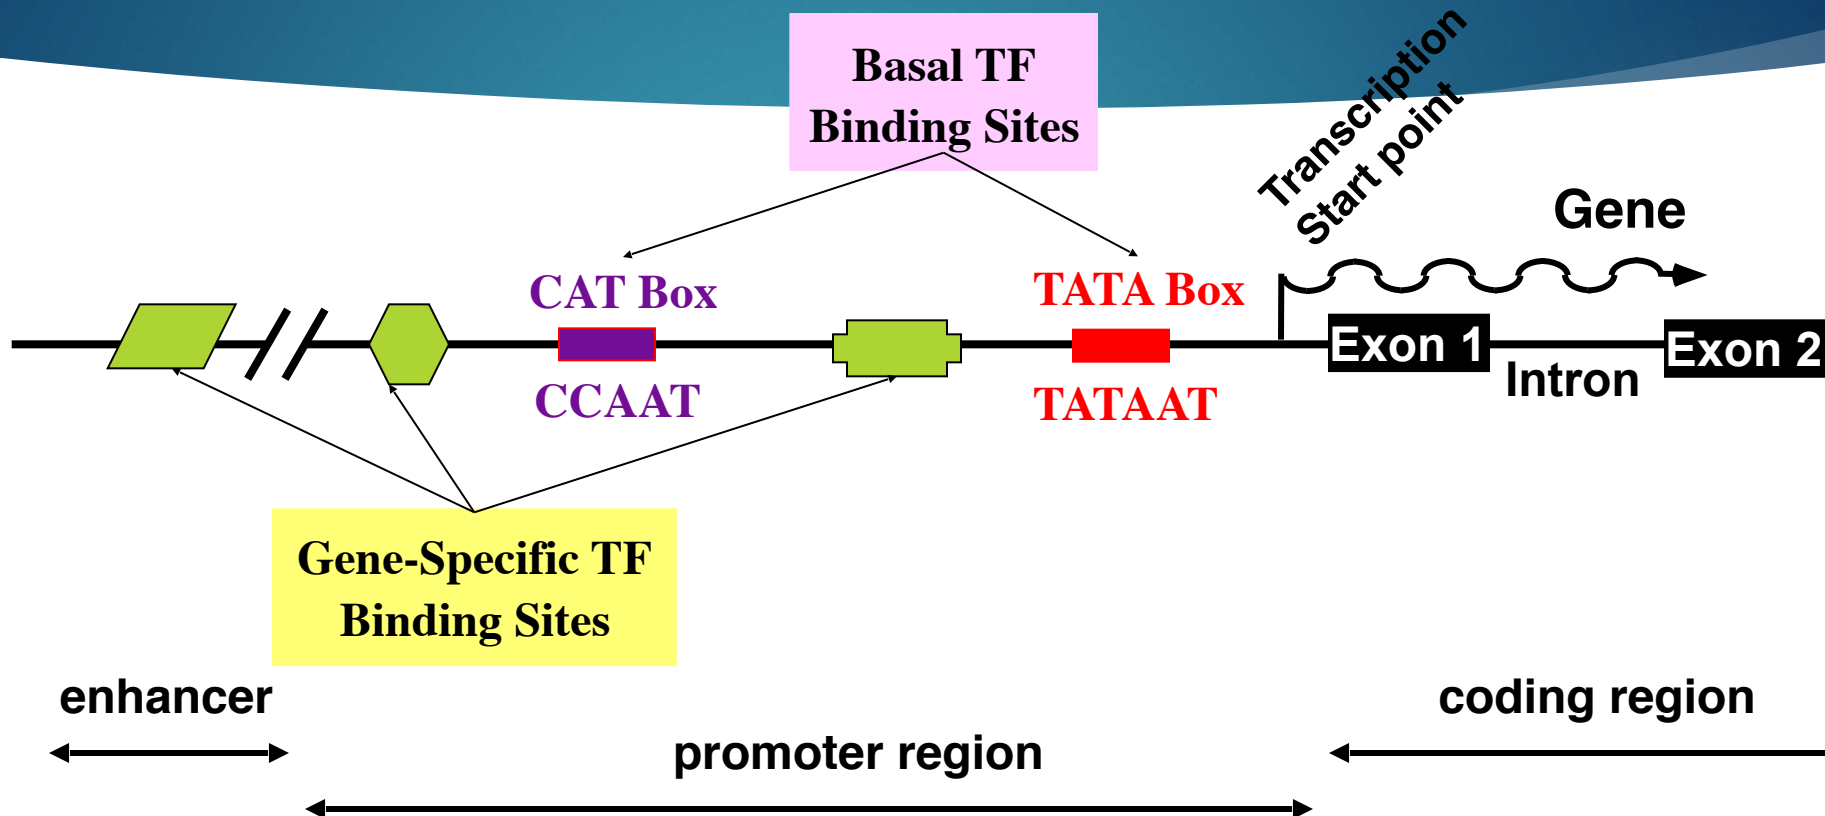 Basal TF
Binding Sites
Transcription
Start point
Gene
CAT Box
TATA Box
Exon 1
Intron
Exon 2
CCAAT
TATAAT
Gene-Specific TF
Binding Sites
enhancer
promoter region
coding region